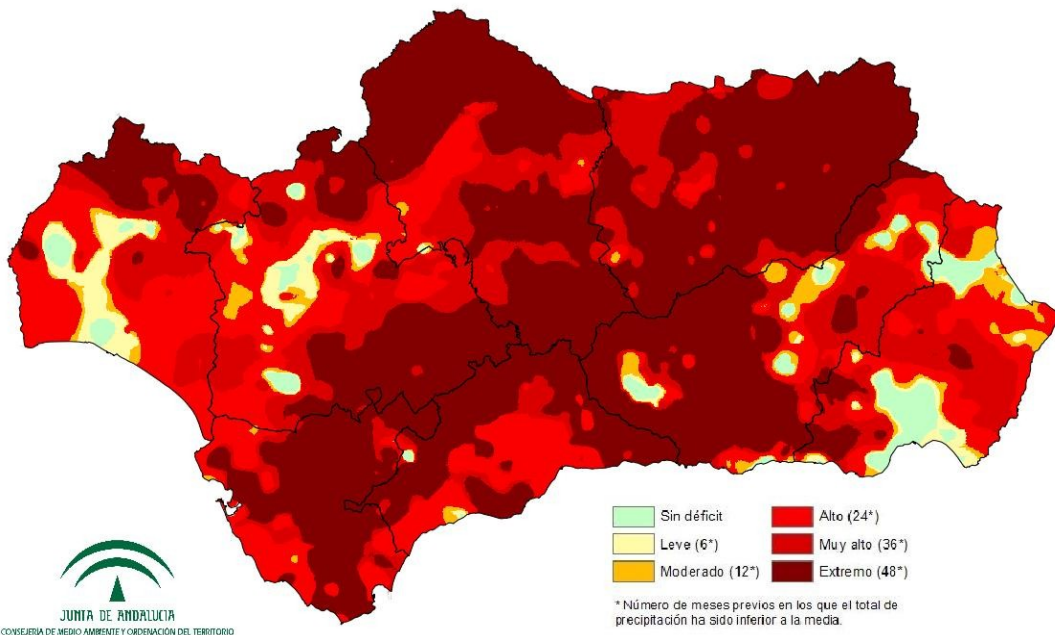 Sin déficit
Leve (6*)
Moderado (12*)
Alto (24*)
Muy alto (36*)
Extremo (48*)
* Número de meses previos en los que el total de
precipitación ha sido inferior a la media.
JUNTA DE ANDALUCIA
CONSEJERÍA DE MEDIO AMBIENTE Y ORDENACIÓN DEL TERRITORIO